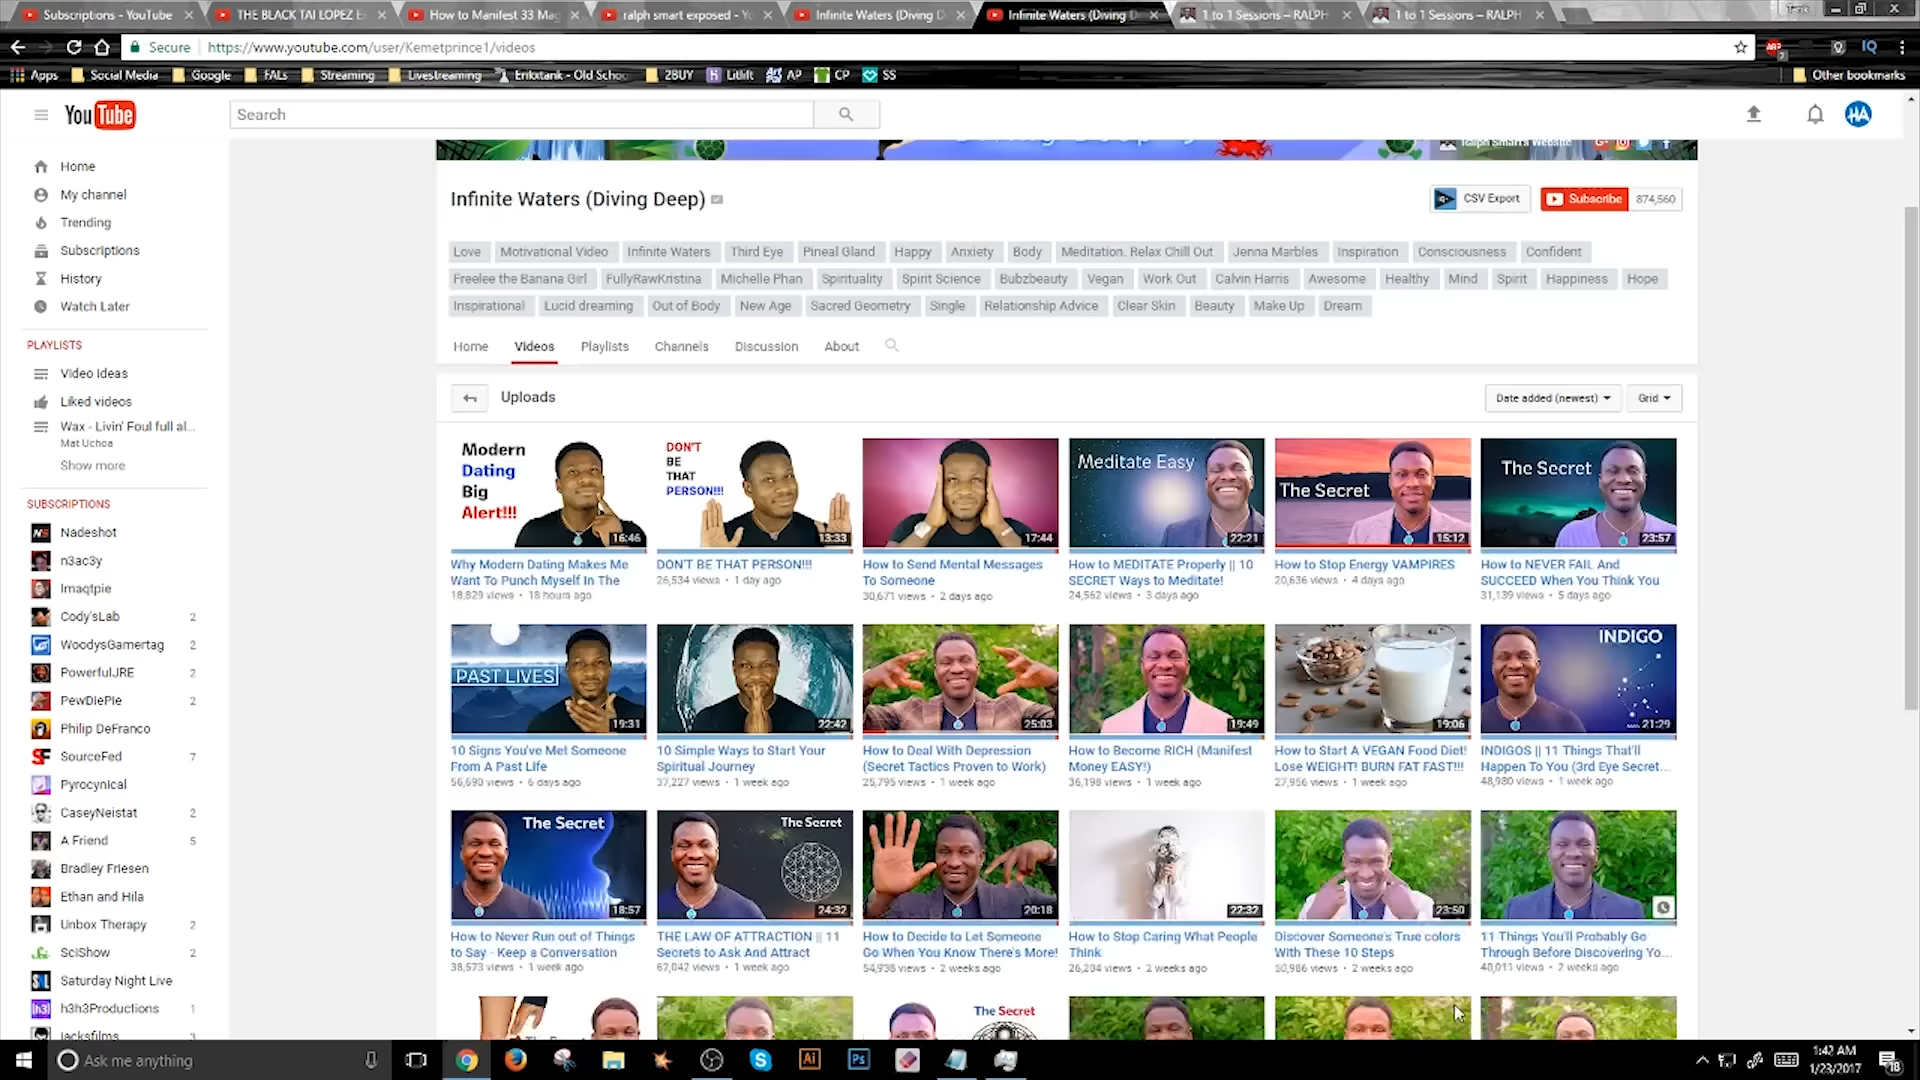 Subscriptions - YouTube
THE BLACK TAI LOPEZ E
How to Manifest 33 Mag
ralph smart exposed - Yo
Infinite Waters (Diving D
Infinite Waters (Diving D
1 to 1 Sessions – RALPH
1 to 1 Sessions – RALPH
Secure
https://www.youtube.com/user/Kemetprince1/videos
IQ
Apps
Social Media
Google
FALs
Streaming
Livestreaming
Erikxtank - Old Schoo
2BUY
AP
CP
SS
Other bookmarks
YouTube
Search
HA
Home
My channel
Trending
Subscriptions
History
Watch Later
PLAYLISTS
Video Ideas
Liked videos
Wax - Livin' Foul full al...
Mat Uchoa
Show more
SUBSCRIPTIONS
Nadeshot
n3ac3y
Imaqtpie
Cody'sLab 2
WoodysGamertag 2
PowerfulJRE 2
PewDiePie 2
Philip DeFranco
SourceFed 7
Pyrocynical
CaseyNeistat 2
A Friend 5
Bradley Friesen
Ethan and Hila
Unbox Therapy 2
SciShow 2
Saturday Night Live
h3h3Productions 1
jacksfilms
Ralph Smart's Website
Infinite Waters (Diving Deep)
CSV Export
Subscribe 874,560
Love Motivational Video Infinite Waters Third Eye Pineal Gland Happy Anxiety Body Meditation. Relax Chill Out Jenna Marbles Inspiration Consciousness Confident
Freelee the Banana Girl FullyRawKristina Michelle Phan Spirituality Spirit Science Bubzbeauty Vegan Work Out Calvin Harris Awesome Healthy Mind Spirit Happiness Hope
Inspirational Lucid dreaming Out of Body New Age Sacred Geometry Single Relationship Advice Clear Skin Beauty Make Up Dream
Home Videos Playlists Channels Discussion About
Uploads
Date added (newest)
Grid
Modern
Dating
Big
Alert!!!
16:46
Why Modern Dating Makes Me
Want To Punch Myself In The
18,829 views • 18 hours ago
DON'T
BE
THAT
PERSON!!!
13:33
DON'T BE THAT PERSON!!!
26,534 views • 1 day ago
17:44
How to Send Mental Messages
To Someone
30,671 views • 2 days ago
Meditate Easy
22:21
How to MEDITATE Properly || 10
SECRET Ways to Meditate!
24,562 views • 3 days ago
The Secret
15:12
How to Stop Energy VAMPIRES
20,636 views • 4 days ago
The Secret
23:57
How to NEVER FAIL And
SUCCEED When You Think You
31,139 views • 5 days ago
PAST LIVES
19:31
10 Signs You've Met Someone
From A Past Life
56,690 views • 6 days ago
22:42
10 Simple Ways to Start Your
Spiritual Journey
37,227 views • 1 week ago
25:03
How to Deal With Depression
(Secret Tactics Proven to Work)
25,795 views • 1 week ago
19:49
How to Become RICH (Manifest
Money EASY!)
36,198 views • 1 week ago
19:06
How to Start A VEGAN Food Diet!
Lose WEIGHT! BURN FAT FAST!!!
27,956 views • 1 week ago
INDIGO
21:29
INDIGOS || 11 Things That'll
Happen To You (3rd Eye Secret...
48,980 views • 1 week ago
The Secret
18:57
How to Never Run out of Things
to Say - Keep a Conversation
38,573 views • 1 week ago
The Secret
24:32
THE LAW OF ATTRACTION || 11
Secrets to Ask And Attract
67,042 views • 1 week ago
20:18
How to Decide to Let Someone
Go When You Know There's More!
54,938 views • 2 weeks ago
22:32
How to Stop Caring What People
Think
26,204 views • 2 weeks ago
23:50
Discover Someone's True colors
With These 10 Steps
50,986 views • 2 weeks ago
11 Things You'll Probably Go
Through Before Discovering Yo...
40,011 views • 2 weeks ago
The Secret
Ask me anything
Ai
Ps
1:42 AM
1/23/2017
18